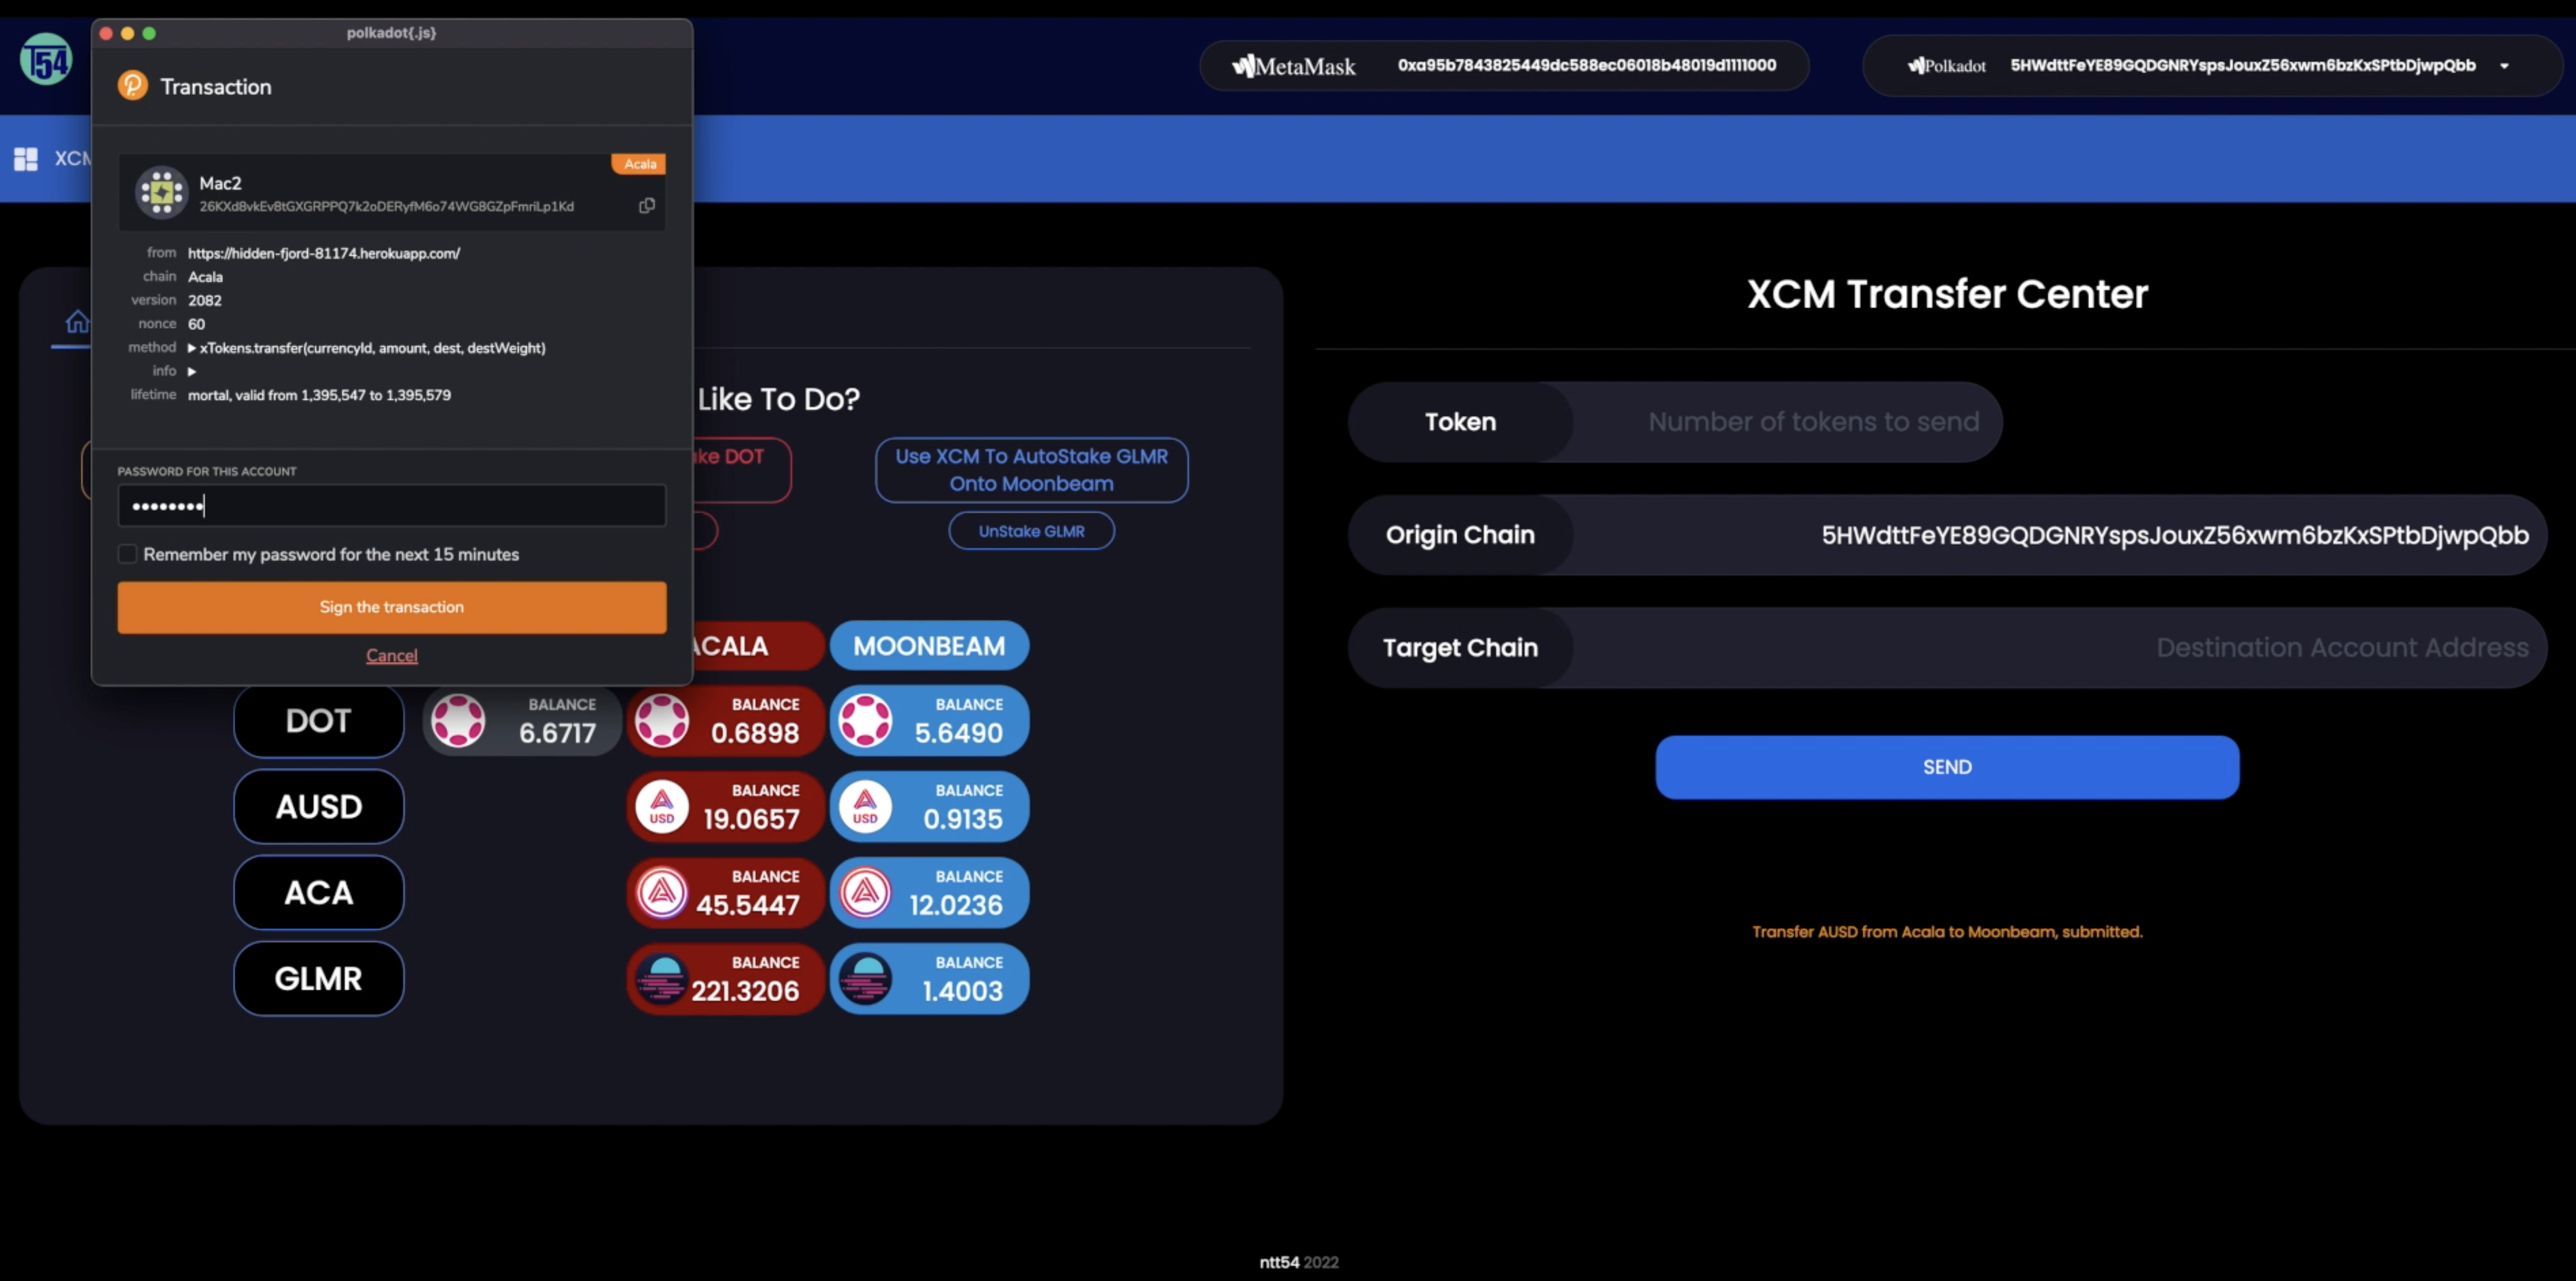 polkadot{.js}
T54
Transaction
MetaMask
0xa95b7843825449dc588ec06018b48019d1111000
Polkadot
5HWdttFeYE89GQDGNRYspsJouxZ56xwm6bzKxSPtbDjwpQbb
XCM
Acala
Mac2
26KXd8vkEv8tGXGRPPQ7k2oDERyfM6o74WG8GZpFmriLp1Kd
from https://hidden-fjord-81174.herokuapp.com/
chain Acala
version 2082
nonce 60
method xTokens.transfer(currencyId, amount, dest, destWeight)
info
lifetime mortal, valid from 1,395,547 to 1,395,579
PASSWORD FOR THIS ACCOUNT
Remember my password for the next 15 minutes
Sign the transaction
Cancel
Like To Do?
DOT
Use XCM To AutoStake GLMR
Onto Moonbeam
UnStake GLMR
ACALA
MOONBEAM
DOT
BALANCE
6.6717
BALANCE
0.6898
BALANCE
5.6490
AUSD
USD
BALANCE
19.0657
USD
BALANCE
0.9135
ACA
BALANCE
45.5447
BALANCE
12.0236
GLMR
BALANCE
221.3206
BALANCE
1.4003
XCM Transfer Center
Token
Number of tokens to send
Origin Chain
5HWdttFeYE89GQDGNRYspsJouxZ56xwm6bzKxSPtbDjwpQbb
Target Chain
Destination Account Address
SEND
Transfer AUSD from Acala to Moonbeam, submitted.
ntt54 2022